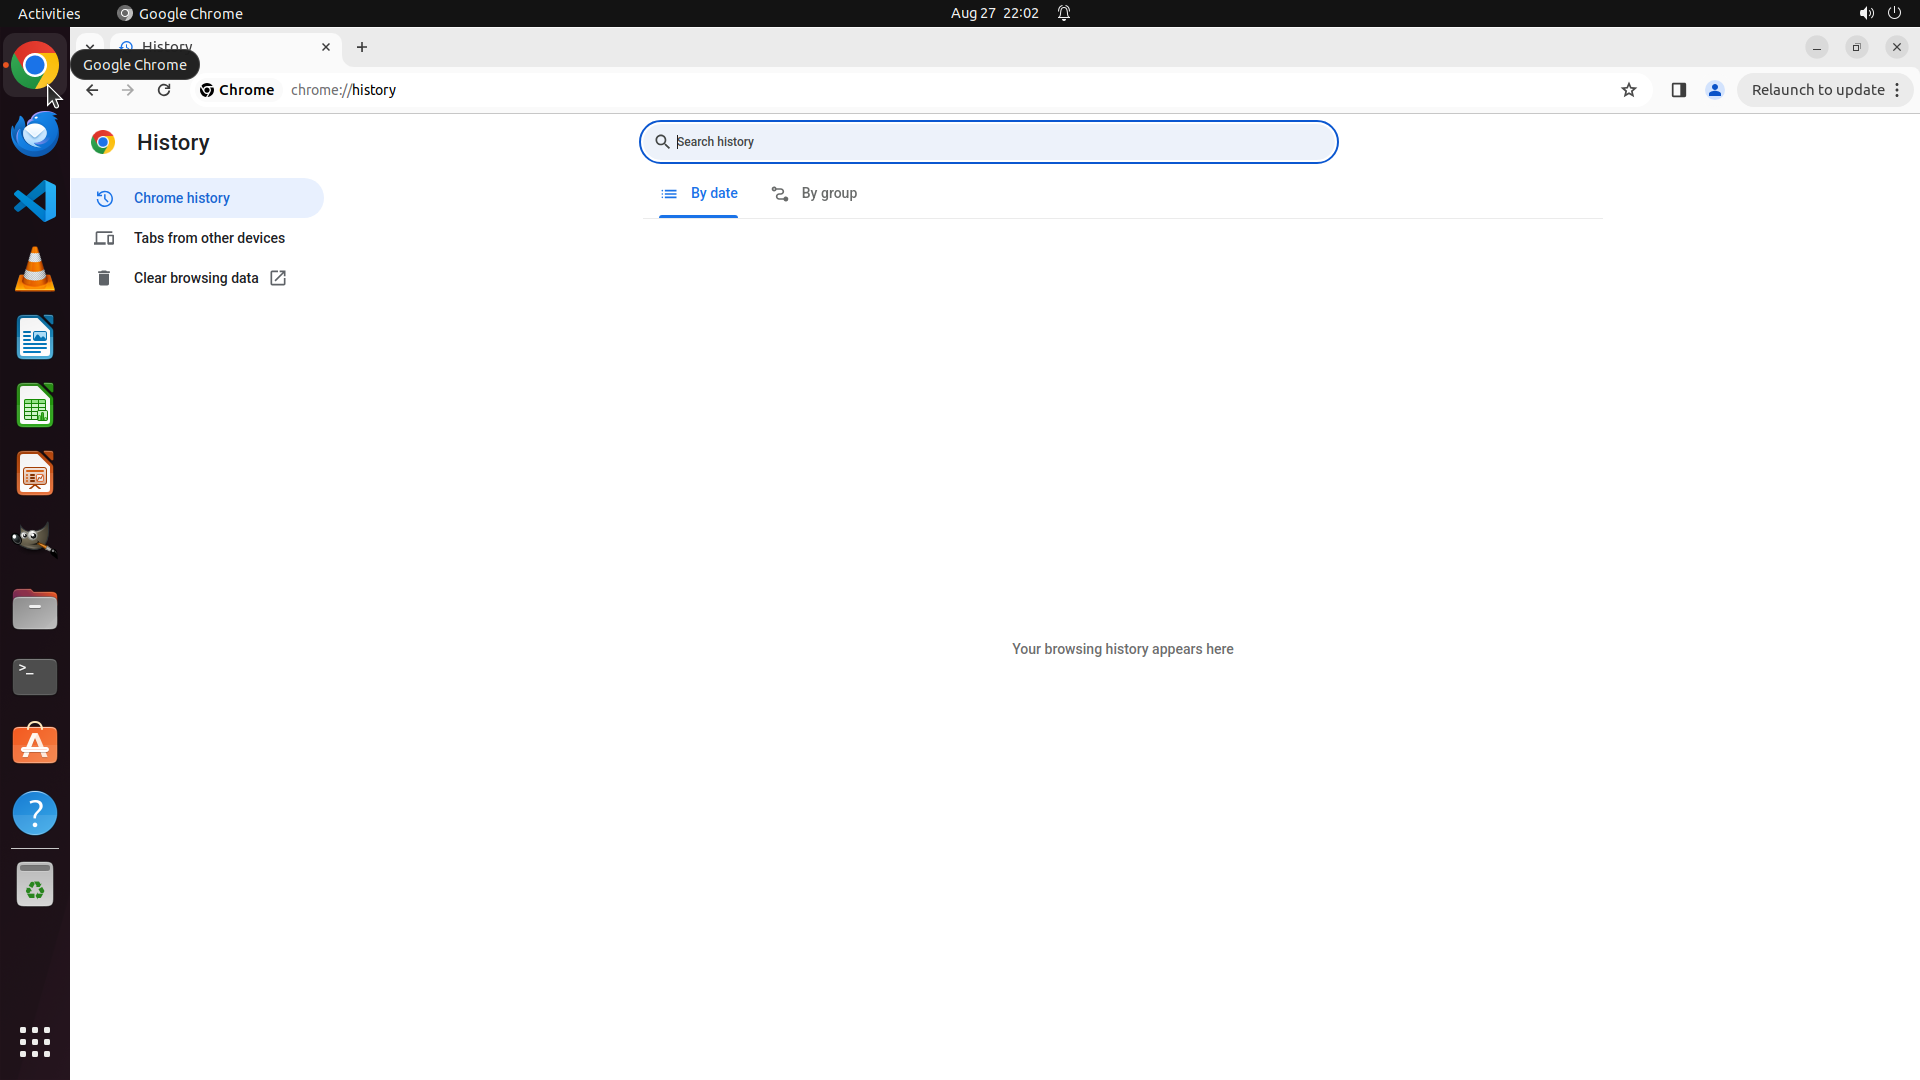 Activities
Google Chrome
Aug 27 22:02
History
Google Chrome
Chrome
chrome://history
Relaunch to update
History
Search history
Chrome history
By date
By group
Tabs from other devices
Clear browsing data
Your browsing history appears here